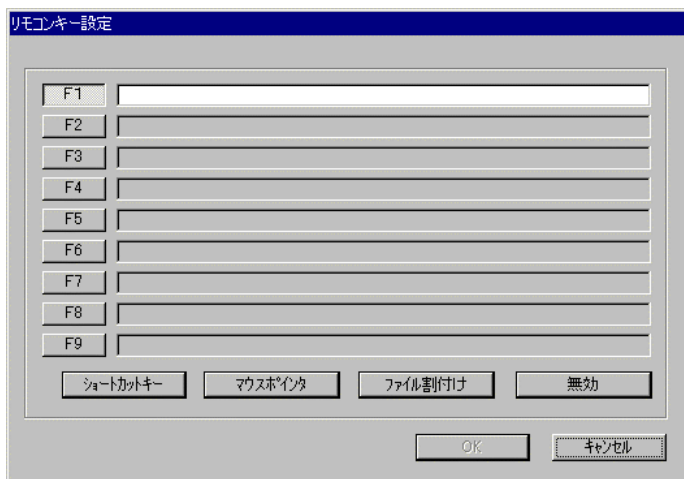 リモコンキー設定
F1
F2
F3
F4
F5
F6
F7
F8
F9
ショートカットキー マウスポインタ ファイル割付け 無効
OK キャンセル